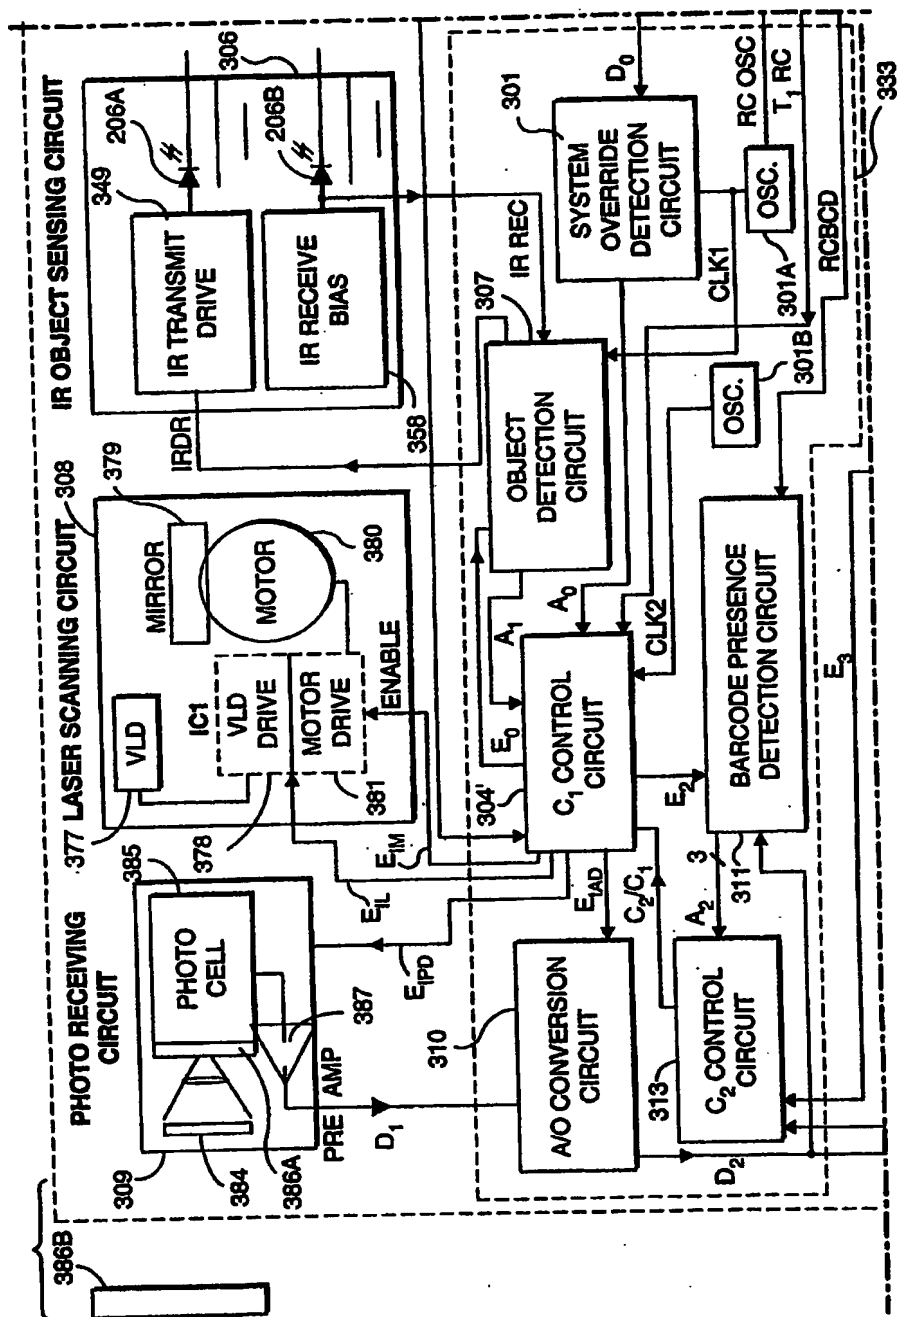 386B
PHOTO RECEIVING
CIRCUIT
309
384
386A
385
PHOTO
CELL
387
PRE AMP
377
LASER SCANNING CIRCUIT
308
VLD
IC1
VLD
DRIVE
MOTOR
DRIVE
378
381
MIRROR
379
MOTOR
380
ENABLE
IR OBJECT SENSING CIRCUIT
349
206A
306
IR TRANSMIT
DRIVE
206B
IR RECEIVE
BIAS
358
IRDR
D1
EIPD
EIL
EIM
310
A/O CONVERSION
CIRCUIT
EIAD
304'
C1 CONTROL
CIRCUIT
E0
A1
A0
CLK2
307
OBJECT
DETECTION
CIRCUIT
IR REC
301
SYSTEM
OVERRIDE
DETECTION
CIRCUIT
D0
CLK1
OSC.
301A
OSC.
301B
RC OSC
T1 RC
RCBCD
333
313
C2 CONTROL
CIRCUIT
C2/C1
A2
3
311
E2
BARCODE PRESENCE
DETECTION CIRCUIT
D2
E3